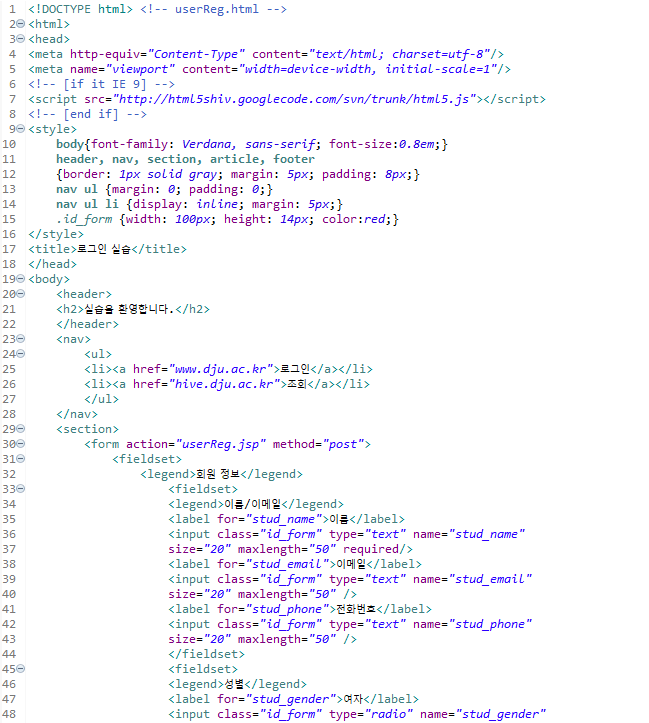 1 <!DOCTYPE html> <!-- userReg.html -->
2 <html>
3 <head>
4 <meta http-equiv="Content-Type" content="text/html; charset=utf-8"/>
5 <meta name="viewport" content="width=device-width, initial-scale=1"/>
6 <!-- [if it IE 9] -->
7 <script src="http://html5shiv.googlecode.com/svn/trunk/html5.js"></script>
8 <!-- [end if] -->
9 <style>
10 body{font-family: Verdana, sans-serif; font-size:0.8em;}
11 header, nav, section, article, footer
12 {border: 1px solid gray; margin: 5px; padding: 8px;}
13 nav ul {margin: 0; padding: 0;}
14 nav ul li {display: inline; margin: 5px;}
15 .id_form {width: 100px; height: 14px; color:red;}
16 </style>
17 <title>로그인 실습</title>
18 </head>
19 <body>
20 <header>
21 <h2>실습을 환영합니다.</h2>
22 </header>
23 <nav>
24 <ul>
25 <li><a href="www.dju.ac.kr">로그인</a></li>
26 <li><a href="hive.dju.ac.kr">조회</a></li>
27 </ul>
28 </nav>
29 <section>
30 <form action="userReg.jsp" method="post">
31 <fieldset>
32 <legend>회원 정보</legend>
33 <fieldset>
34 <legend>이름/이메일</legend>
35 <label for="stud_name">이름</label>
36 <input class="id_form" type="text" name="stud_name"
37 size="20" maxlength="50" required/>
38 <label for="stud_email">이메일</label>
39 <input class="id_form" type="text" name="stud_email"
40 size="20" maxlength="50" />
41 <label for="stud_phone">전화번호</label>
42 <input class="id_form" type="text" name="stud_phone"
43 size="20" maxlength="50" />
44 </fieldset>
45 <fieldset>
46 <legend>성별</legend>
47 <label for="stud_gender">여자</label>
48 <input class="id_form" type="radio" name="stud_gender"